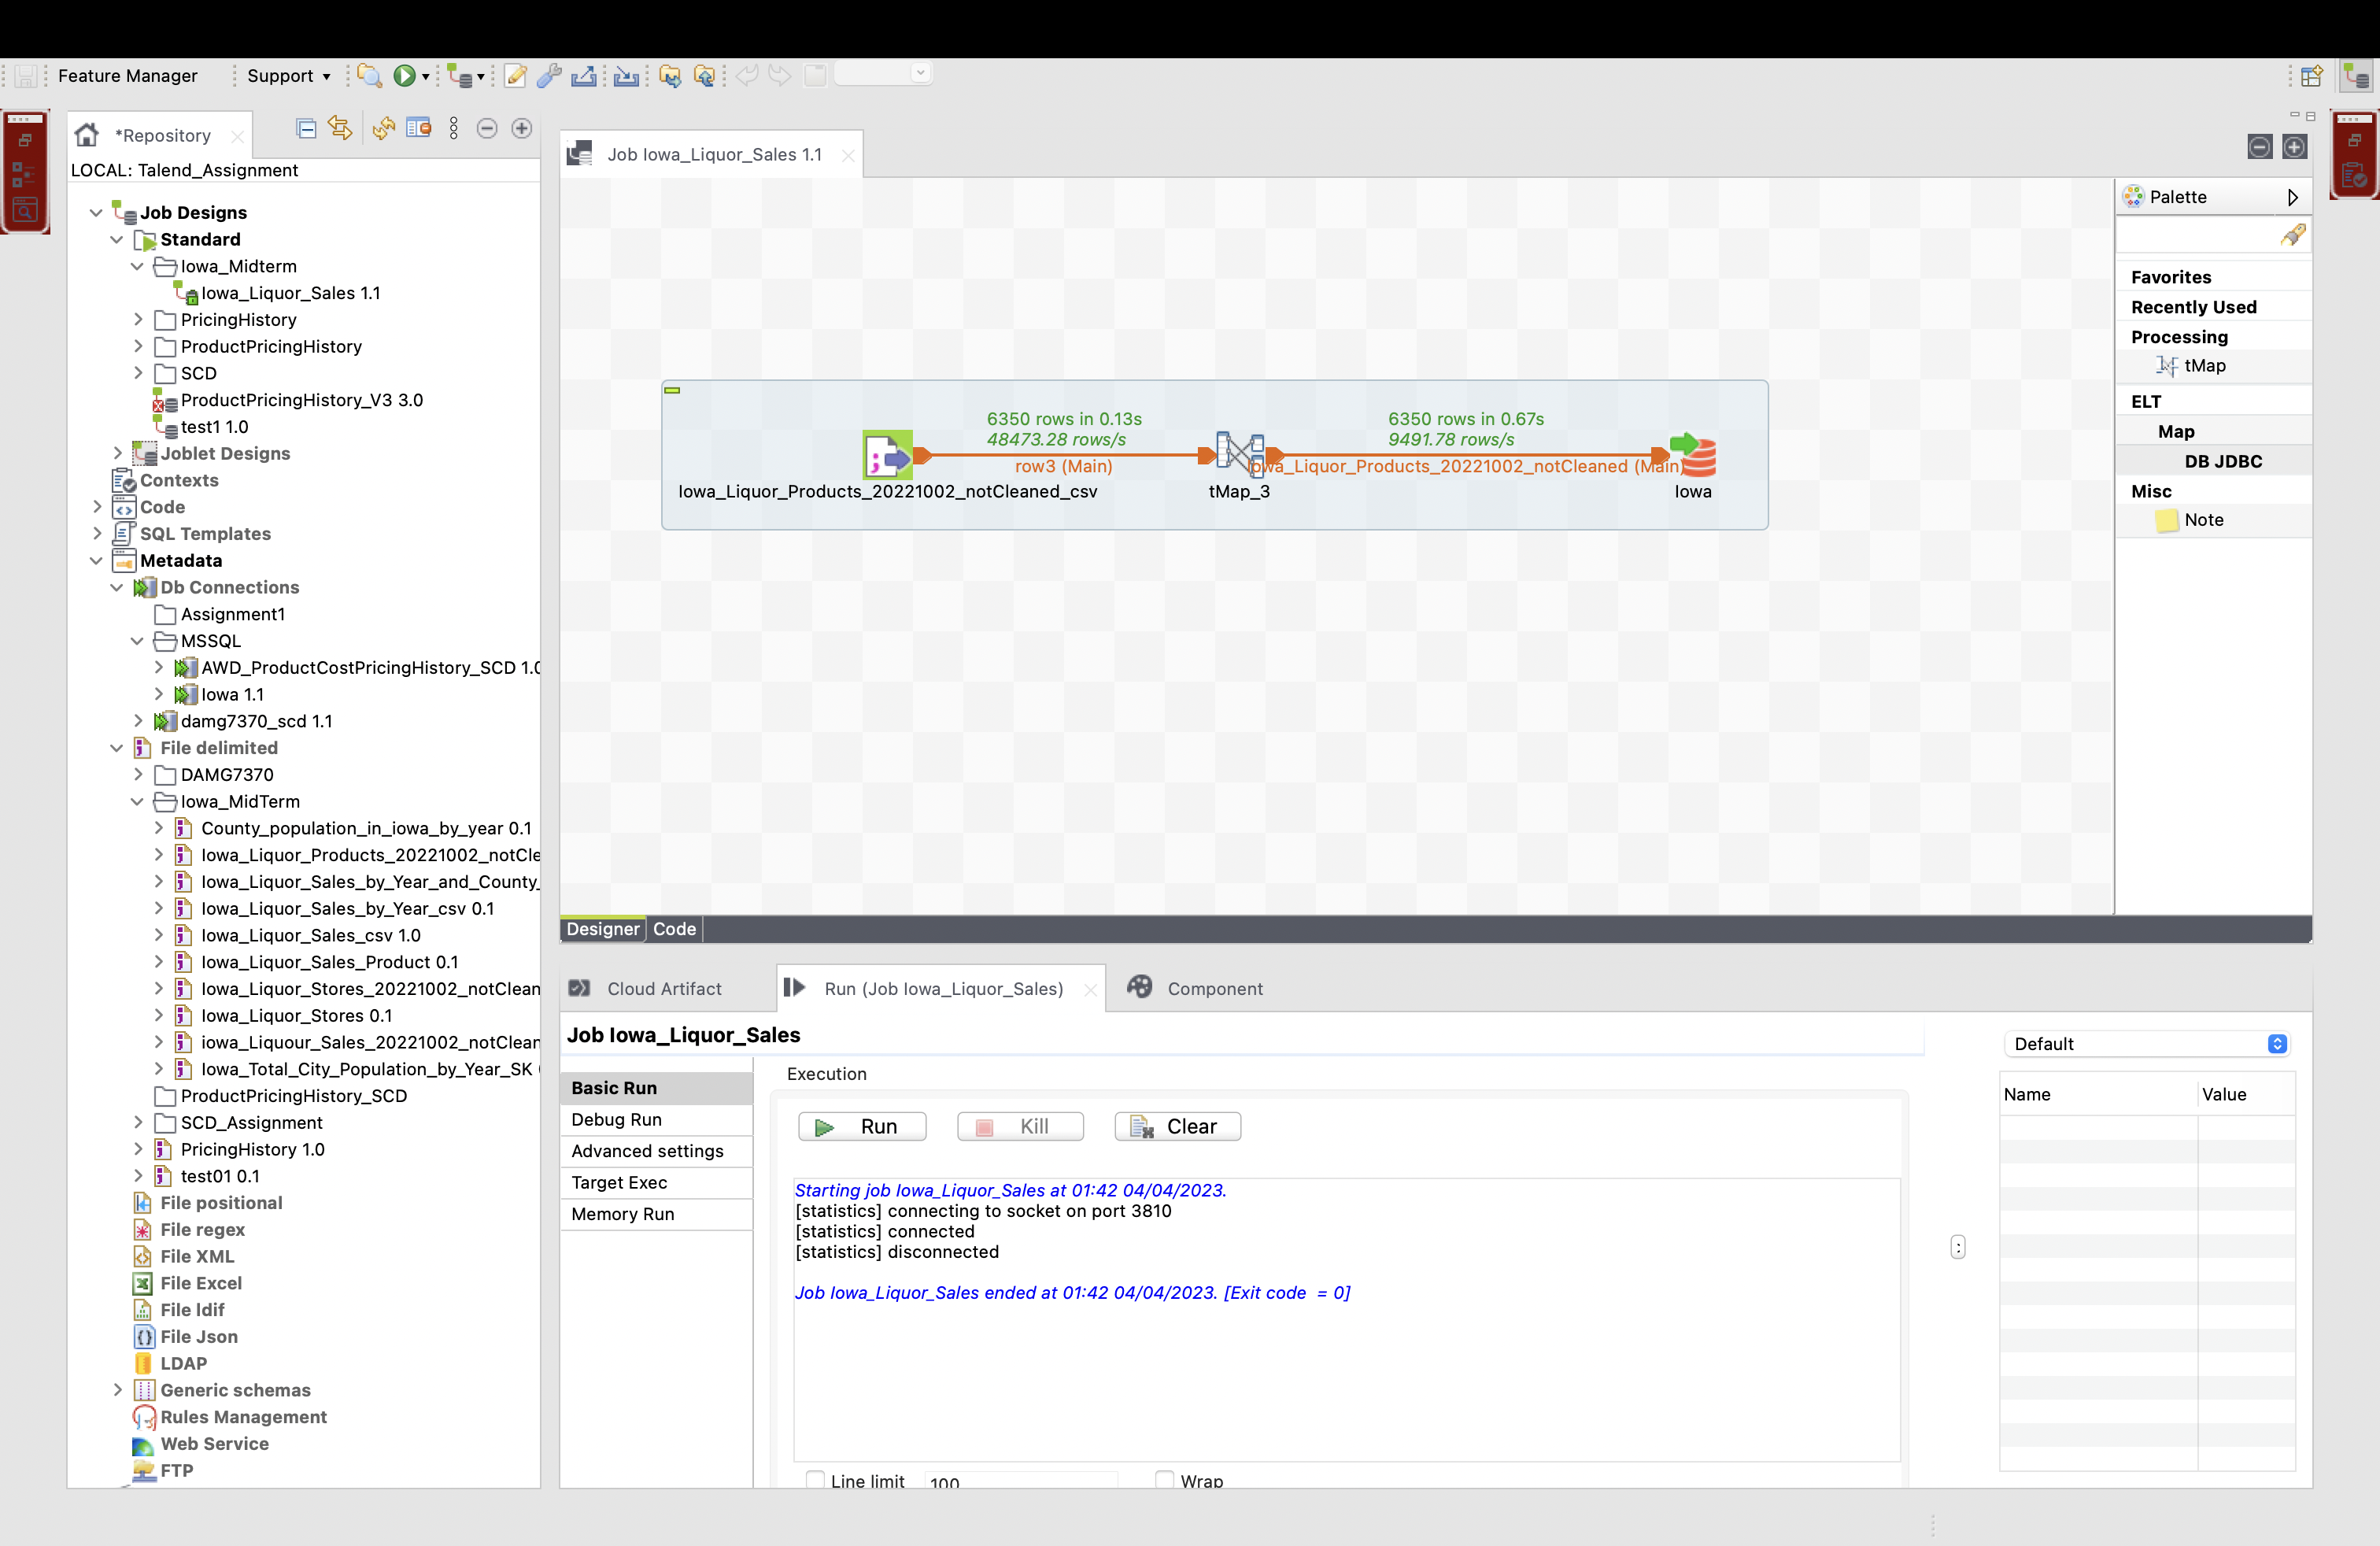 Feature Manager
Support
*Repository
LOCAL: Talend_Assignment
Job Designs
Standard
Iowa_Midterm
Iowa_Liquor_Sales 1.1
PricingHistory
ProductPricingHistory
SCD
ProductPricingHistory_V3 3.0
test1 1.0
Joblet Designs
Contexts
Code
SQL Templates
Metadata
Db Connections
Assignment1
MSSQL
AWD_ProductCostPricingHistory_SCD 1.0
Iowa 1.1
damg7370_scd 1.1
File delimited
DAMG7370
Iowa_MidTerm
County_population_in_iowa_by_year 0.1
Iowa_Liquor_Products_20221002_notCle
Iowa_Liquor_Sales_by_Year_and_County_
Iowa_Liquor_Sales_by_Year_csv 0.1
Iowa_Liquor_Sales_csv 1.0
Iowa_Liquor_Sales_Product 0.1
Iowa_Liquor_Stores_20221002_notClean
Iowa_Liquor_Stores 0.1
iowa_Liquour_Sales_20221002_notClean
Iowa_Total_City_Population_by_Year_SK
ProductPricingHistory_SCD
SCD_Assignment
PricingHistory 1.0
test01 0.1
File positional
File regex
File XML
File Excel
File ldif
File Json
LDAP
Generic schemas
Rules Management
Web Service
FTP
Job Iowa_Liquor_Sales 1.1
6350 rows in 0.13s
48473.28 rows/s
row3 (Main)
6350 rows in 0.67s
9491.78 rows/s
Iowa_Liquor_Products_20221002_notCleaned (Main)
Iowa_Liquor_Products_20221002_notCleaned_csv
tMap_3
Iowa
Palette
Favorites
Recently Used
Processing
tMap
ELT
Map
DB JDBC
Misc
Note
Designer
Code
Cloud Artifact
Run (Job Iowa_Liquor_Sales)
Component
Job Iowa_Liquor_Sales
Basic Run
Debug Run
Advanced settings
Target Exec
Memory Run
Execution
Run
Kill
Clear
Starting job Iowa_Liquor_Sales at 01:42 04/04/2023.
[statistics] connecting to socket on port 3810
[statistics] connected
[statistics] disconnected
Job Iowa_Liquor_Sales ended at 01:42 04/04/2023. [Exit code  = 0]
Line limit
100
Wrap
Default
Name
Value